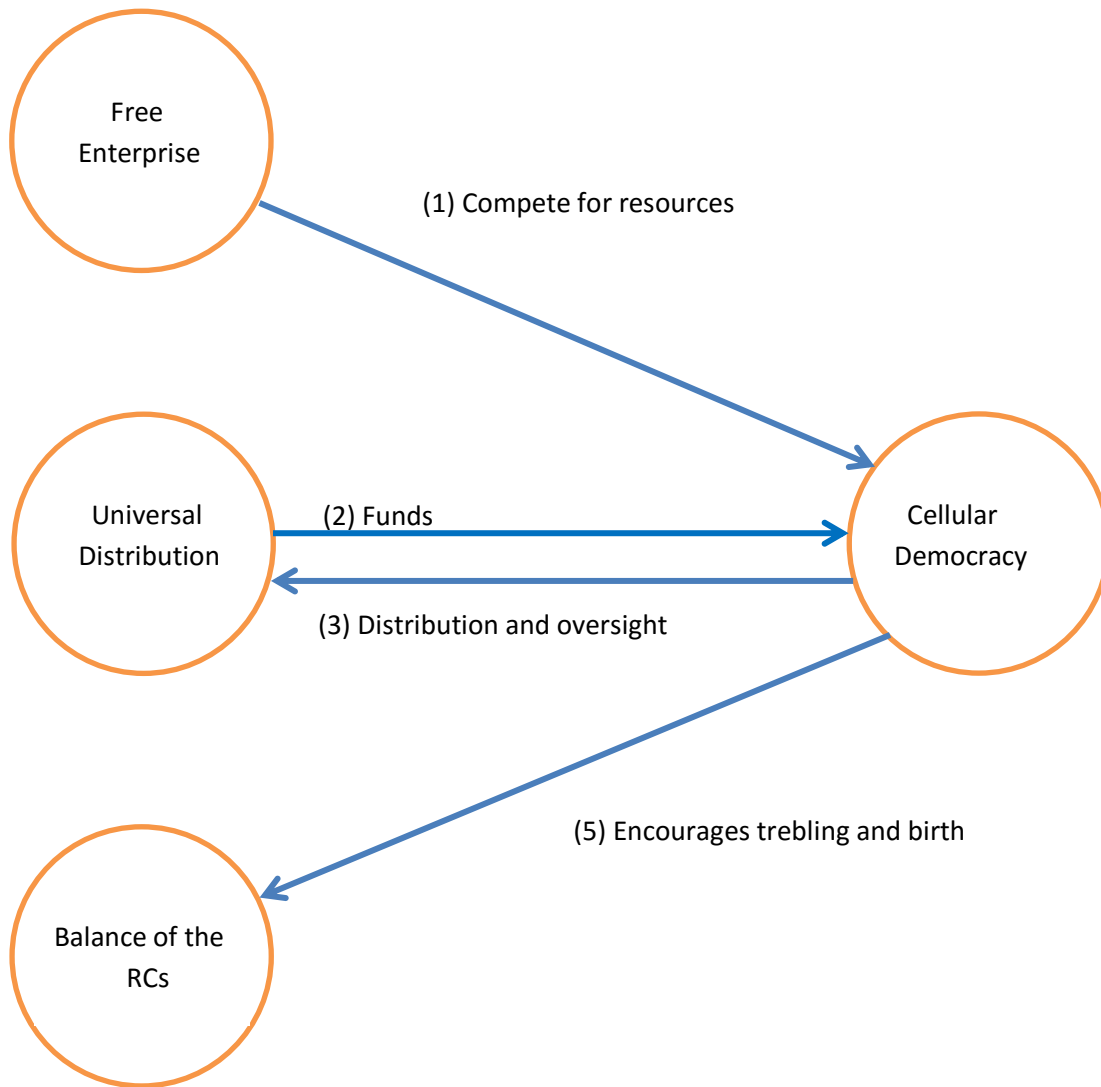 Free
Enterprise
(1) Compete for resources
Universal
Distribution
(2) Funds
Cellular
Democracy
(3) Distribution and oversight
(5) Encourages trebling and birth
Balance of the
RCs